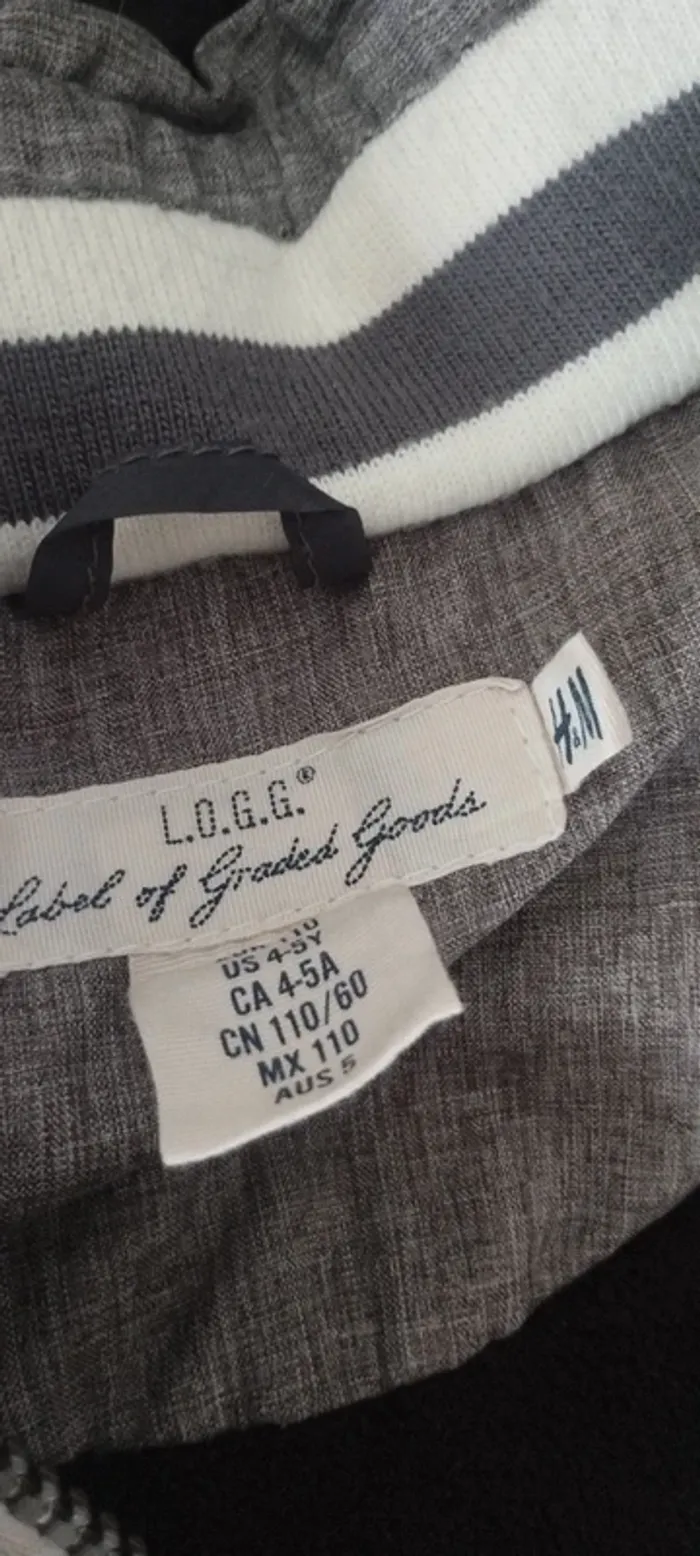 L.O.G.G.®
Label of Graded Goods
H&M
US 4-5Y
CA 4-5A
CN 110/60
MX 110
AUS 5